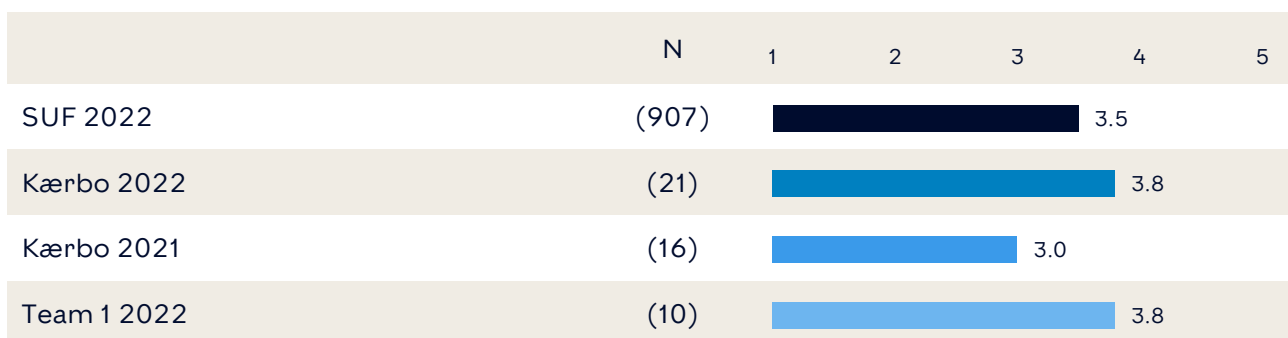 N 1 2 3 4 5
SUF 2022 (907) 3.5
Kærbo 2022 (21) 3.8
Kærbo 2021 (16) 3.0
Team 1 2022 (10) 3.8